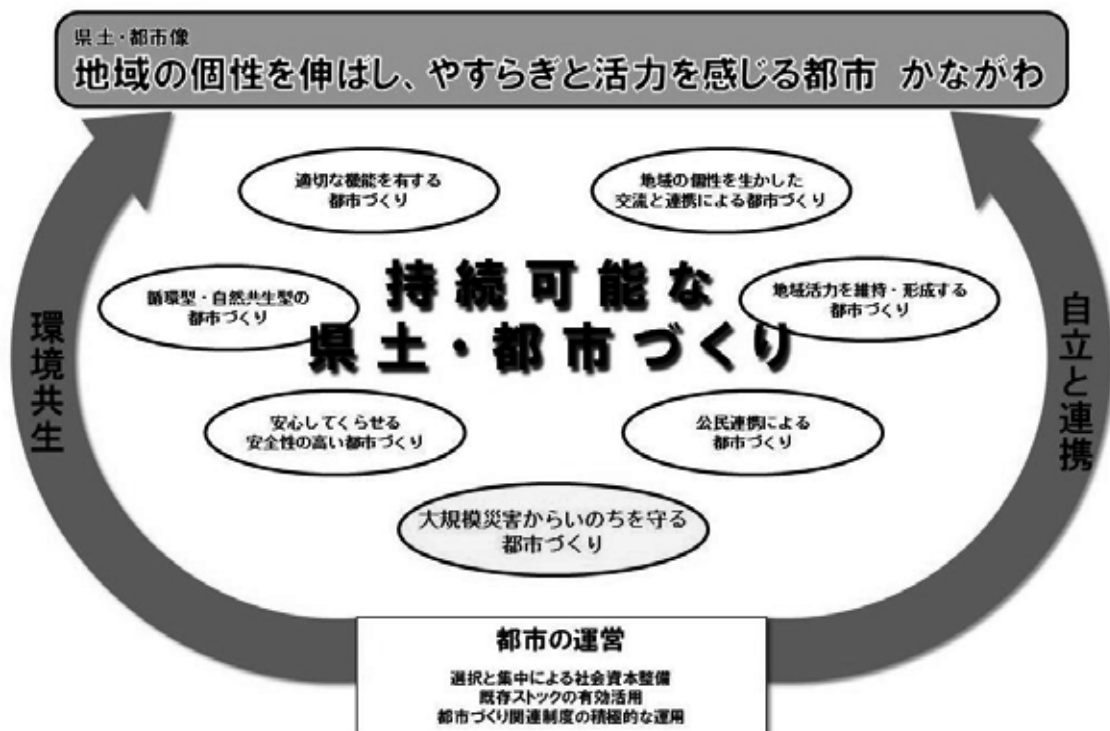 県土・都市像
地域の個性を伸ばし、やすらぎと活力を感じる都市 かながわ
適切な機能を有する
都市づくり
地域の個性を生かした
交流と連携による都市づくり
持続可能な
県土・都市づくり
循環型・自然共生型の
都市づくり
地域活力を維持・形成する
都市づくり
環境共生
自立と連携
安心してくらせる
安全性の高い都市づくり
公民連携による
都市づくり
大規模災害からいのちを守る
都市づくり
都市の運営
選択と集中による社会資本整備
既存ストックの有効活用
都市づくり関連制度の積極的な運用